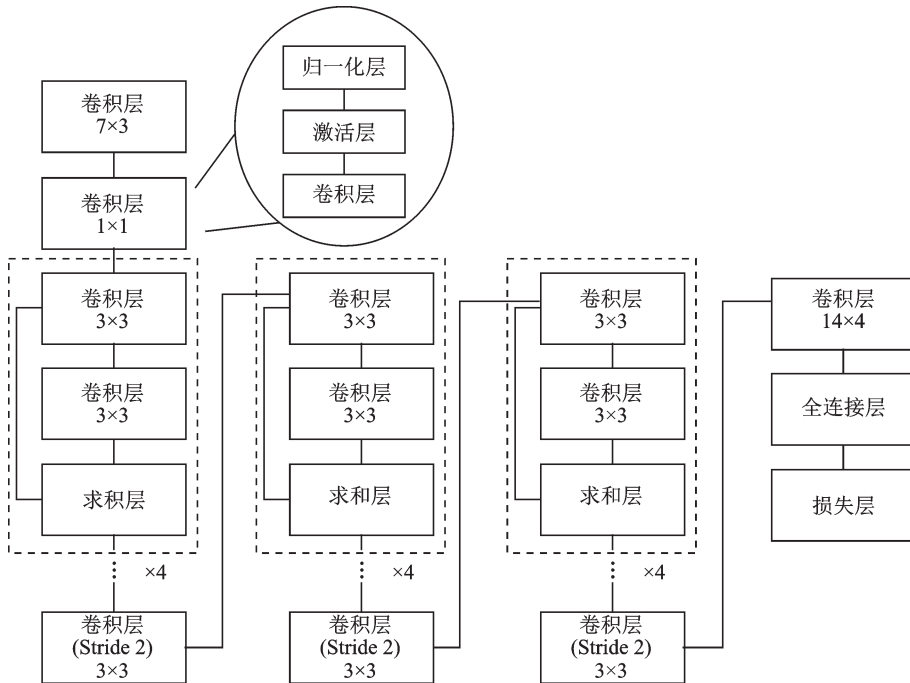 卷积层
7×3
卷积层
1×1
归一化层
激活层
卷积层
卷积层
3×3
卷积层
3×3
求积层
×4
卷积层
(Stride 2)
3×3
卷积层
3×3
卷积层
3×3
求和层
×4
卷积层
(Stride 2)
3×3
卷积层
3×3
卷积层
3×3
求和层
×4
卷积层
(Stride 2)
3×3
卷积层
14×4
全连接层
损失层